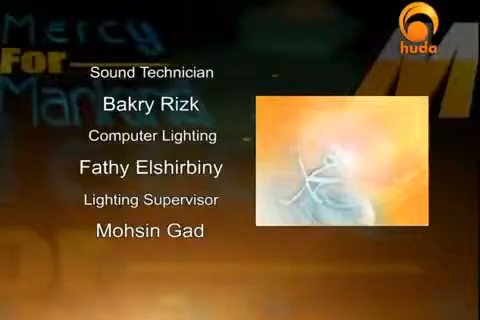 huda
Mercy
For
Sound Technician
Bakry Rizk
Computer Lighting
Fathy Elshirbiny
Lighting Supervisor
Mohsin Gad